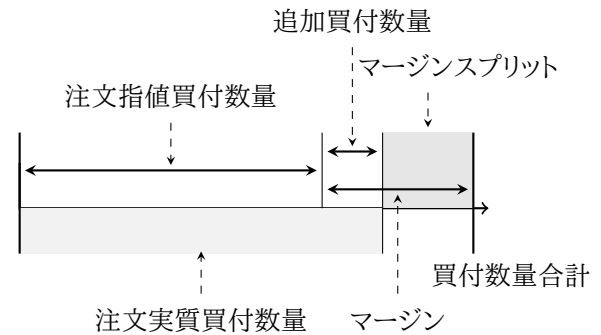 追加買付数量
マージンスプリット
注文指値買付数量
買付数量合計
注文実質買付数量
マージン